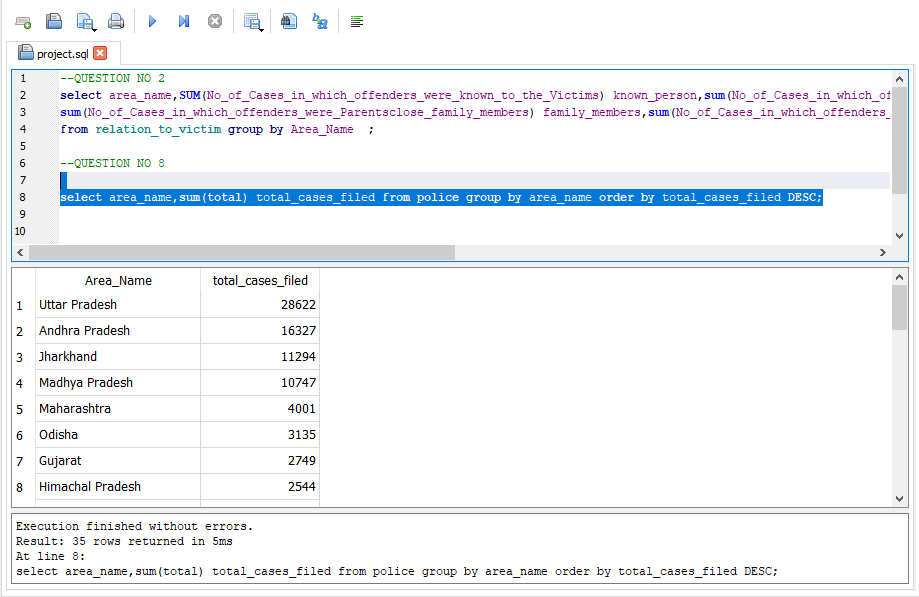 project.sql
1 --QUESTION NO 2
2 select area_name,SUM(No_of_Cases_in_which_offenders_were_known_to_the_Victims) known_person,sum(No_of_Cases_in_which_of
3 sum(No_of_Cases_in_which_offenders_were_Parentsclose_family_members) family_members,sum(No_of_Cases_in_which_offenders_
4 from relation_to_victim group by Area_Name ;
5
6 --QUESTION NO 8
7
8 select area_name,sum(total) total_cases_filed from police group by area_name order by total_cases_filed DESC;
9
10
Area_Name total_cases_filed
1 Uttar Pradesh 28622
2 Andhra Pradesh 16327
3 Jharkhand 11294
4 Madhya Pradesh 10747
5 Maharashtra 4001
6 Odisha 3135
7 Gujarat 2749
8 Himachal Pradesh 2544
Execution finished without errors.
Result: 35 rows returned in 5ms
At line 8:
select area_name,sum(total) total_cases_filed from police group by area_name order by total_cases_filed DESC;